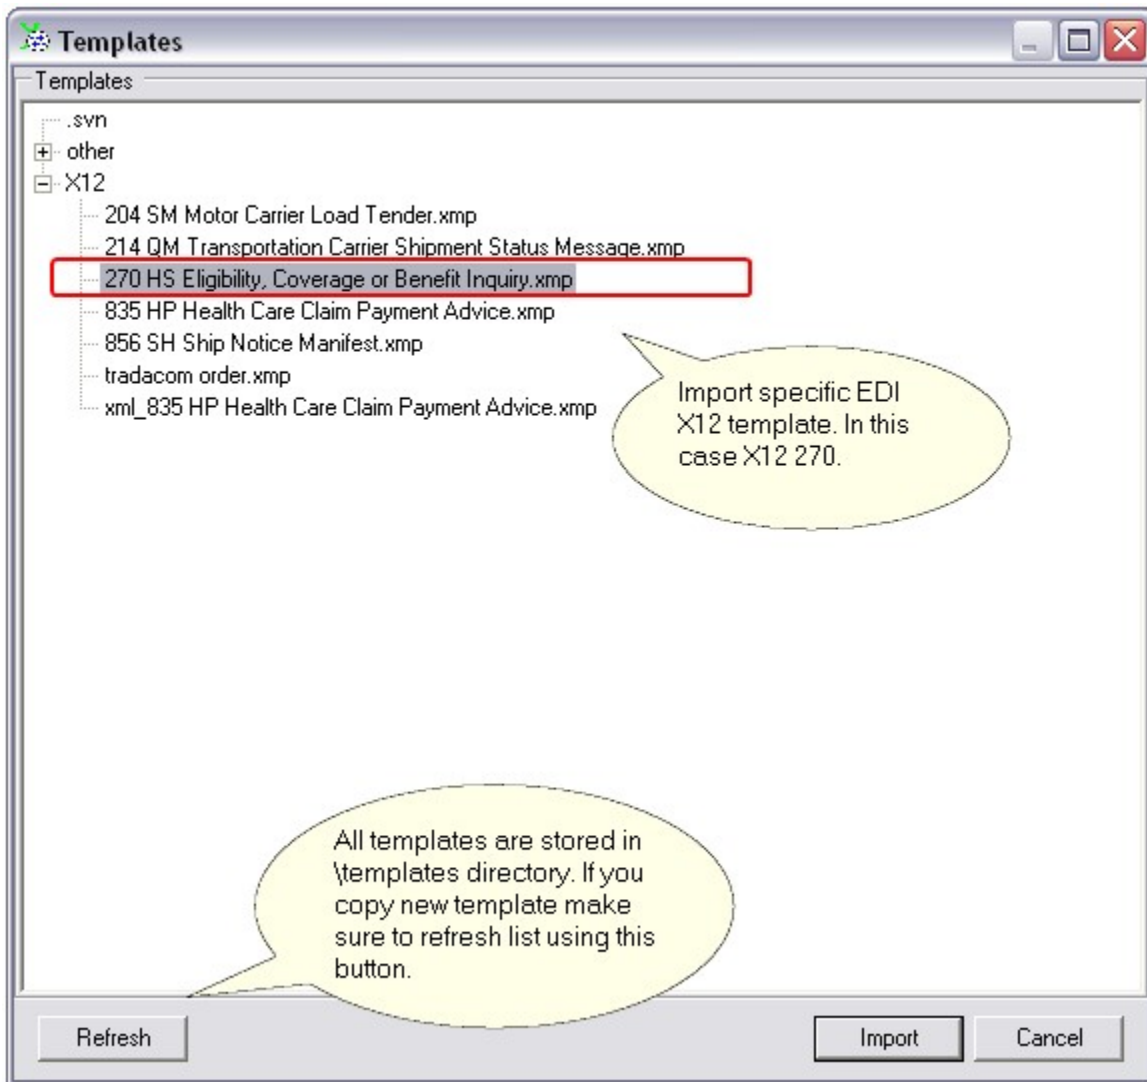 Templates
Templates
.svn
other
X12
204 SM Motor Carrier Load Tender.xmp
214 QM Transportation Carrier Shipment Status Message.xmp
270 HS Eligibility, Coverage or Benefit Inquiry.xmp
835 HP Health Care Claim Payment Advice.xmp
856 SH Ship Notice Manifest.xmp
tradacom order.xmp
xml_835 HP Health Care Claim Payment Advice.xmp
Import specific EDI
X12 template. In this
case X12 270.
All templates are stored in
\templates directory. If you
copy new template make
sure to refresh list using this
button.
Refresh
Import
Cancel